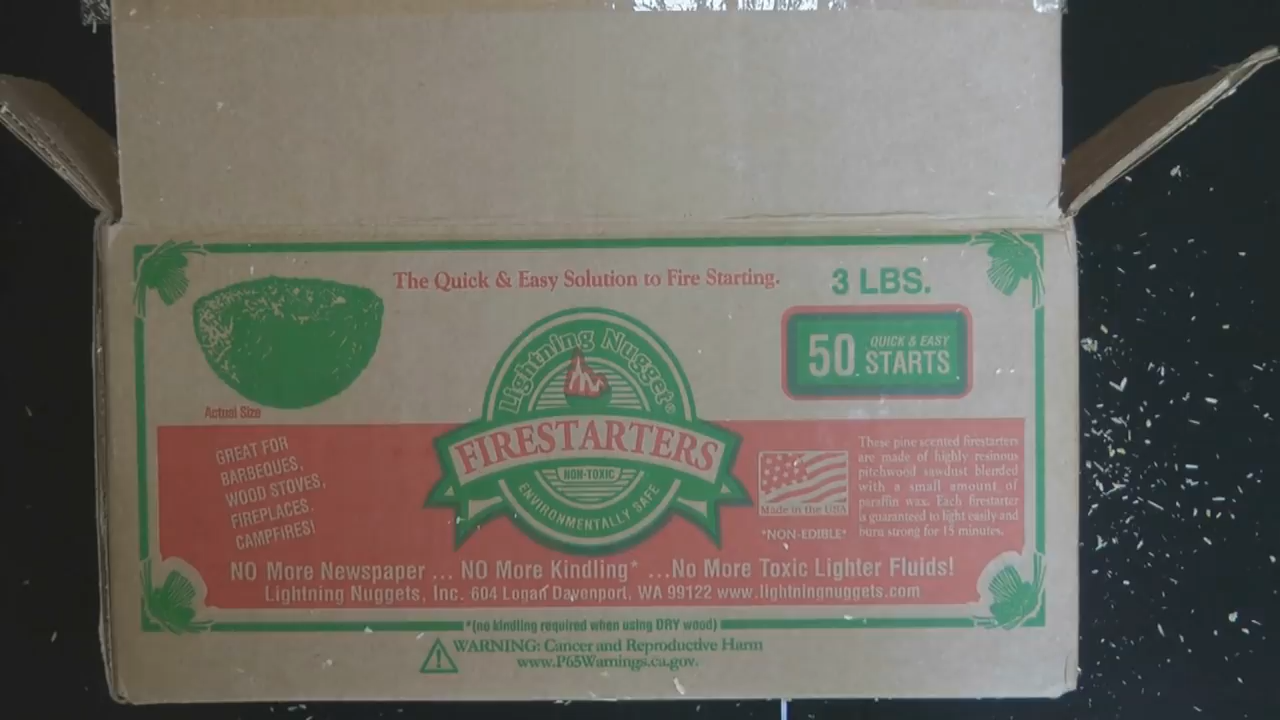 The Quick & Easy Solution to Fire Starting.
3 LBS.
50 QUICK & EASY
STARTS
Actual Size
Lightning Nugget®
FIRESTARTERS
NON-TOXIC
ENVIRONMENTALLY SAFE
GREAT FOR
BARBEQUES,
WOOD STOVES,
FIREPLACES,
CAMPFIRES!
Made in the USA
*NON-EDIBLE*
These pine scented firestarters
are made of highly resinous
pitchwood sawdust blended
with a small amount of
paraffin wax. Each firestarter
is guaranteed to light easily and
burn strong for 15 minutes.
NO More Newspaper ... NO More Kindling* ...No More Toxic Lighter Fluids!
Lightning Nuggets, Inc. 604 Logan Davenport, WA 99122 www.lightningnuggets.com
*(no kindling required when using DRY wood)
WARNING: Cancer and Reproductive Harm
www.P65Warnings.ca.gov.